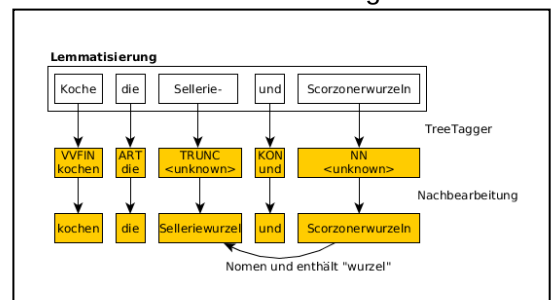 Lemmatisierung
Koche die Sellerie- und Scorzonerwurzeln
TreeTagger
VVFIN ART TRUNC KON NN
kochen die <unknown> und <unknown>
Nachbearbeitung
kochen die Selleriewurzel und Scorzonerwurzeln
Nomen und enthält "wurzel"